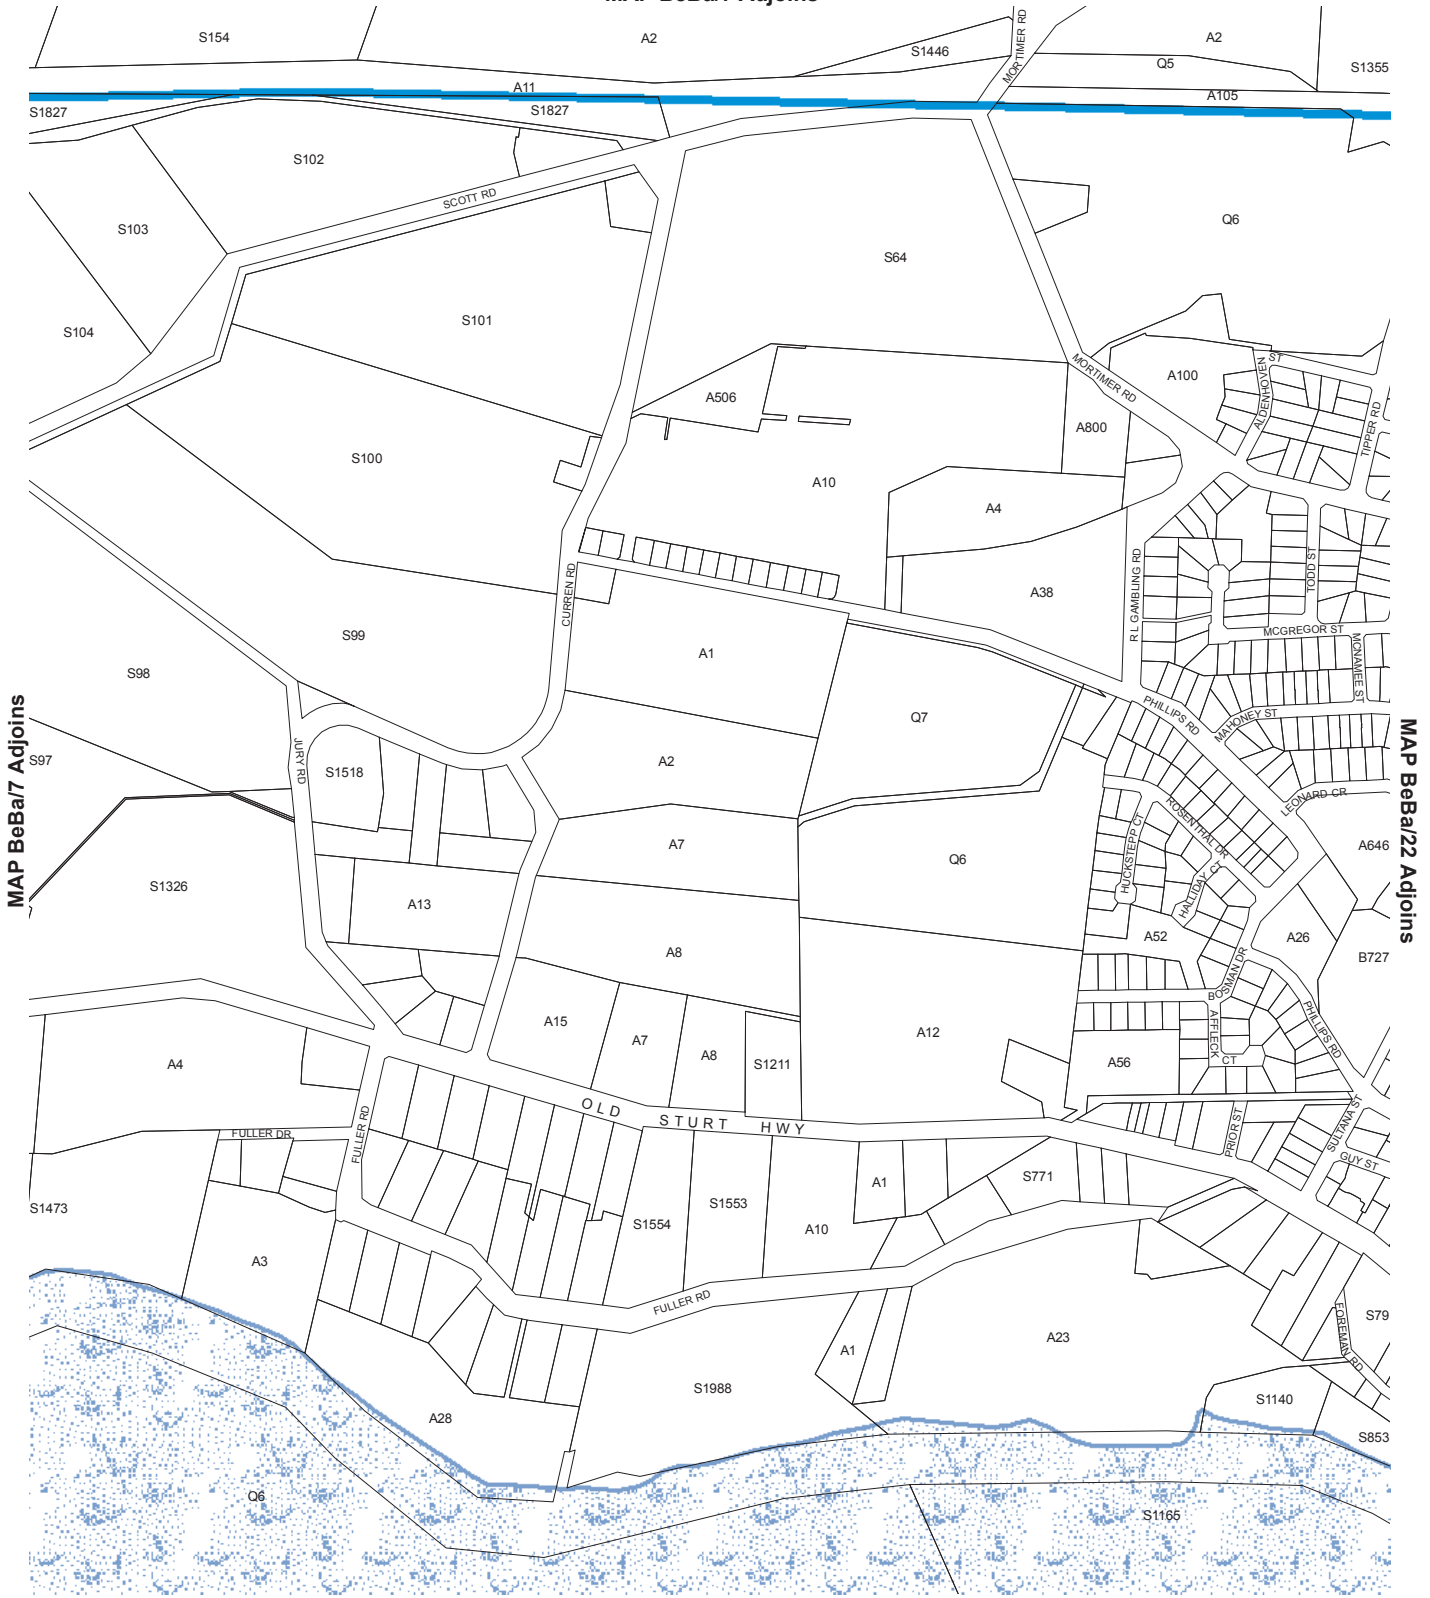 S154
A2
S1446
MORTIMER RD
A2
Q5
S1355
A11
A105
S1827
S1827
S102
SCOTT RD
S103
Q6
S64
S104
S101
MORTIMER RD
A100
ALDENHOVEN
ST
TIPPER RD
A506
A800
S100
A10
A4
R L GAMBLING RD
TODD ST
CURREN RD
A38
S99
A1
MCGREGOR ST
MCNAMEE ST
S98
Q7
PHILLIPS RD
MAHONEY ST
MAP BeBa/7 Adjoins
MAP BeBa/22 Adjoins
S97
JURY RD
S1518
A2
LEONARD CR
ROSENTHAL DR
HUCKSTEPP CT
HALLIDAY CT
A7
Q6
A646
S1326
A13
A52
A26
A8
B727
BOSMAN DR
AFFLECK
CT
PHILLIPS RD
A15
A7
A8
S1211
A12
A56
A4
OLD STURT HWY
FULLER DR
FULLER RD
PRIOR ST
SULTANA ST
GUY ST
S1473
A1
S771
S1553
S1554
A10
A3
FULLER RD
FOREMAN RD
S79
A23
A1
S1988
S1140
A28
S853
Q6
S1165